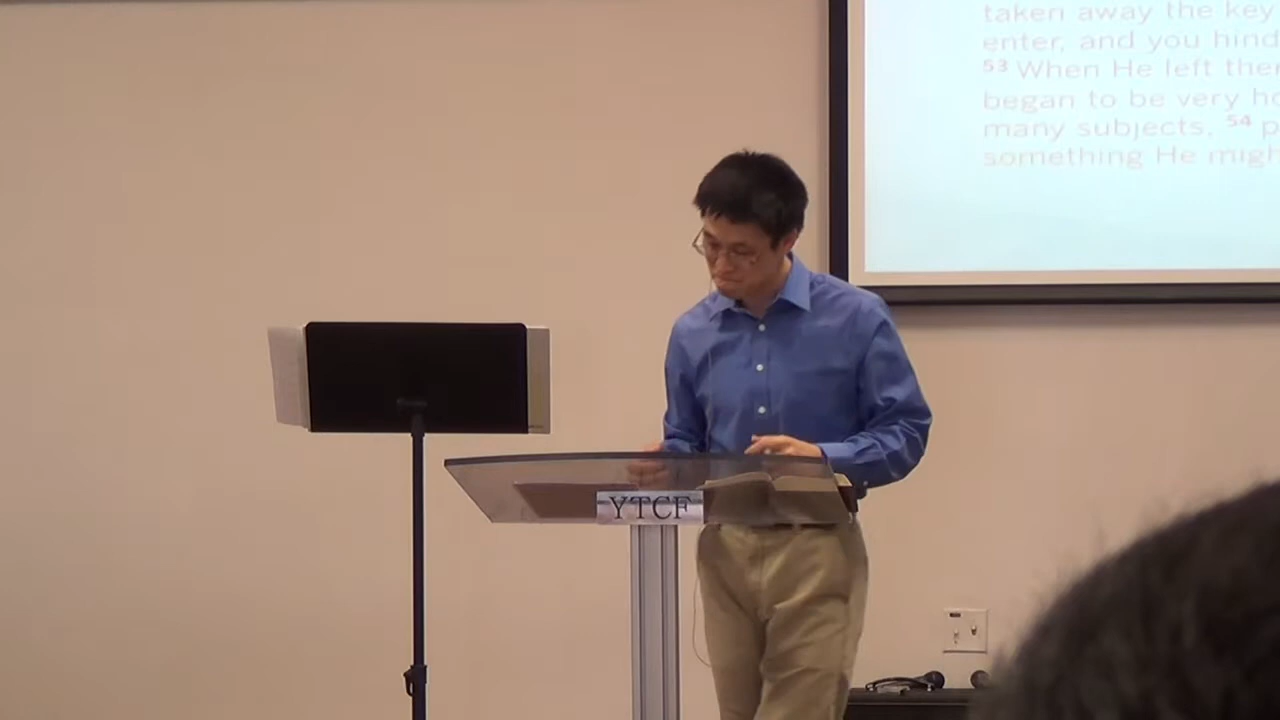 taken away the key
enter, and you hind
53 When He left ther
began to be very ho
many subjects, 54 p
something He migh
YTCF